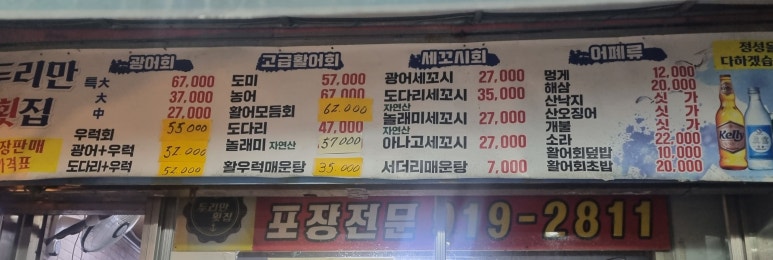 두리만
횟집
포장판매
가격표
광어회
특大 67,000
大 37,000
中 27,000
우럭회 55,000
광어+우럭 52,000
도다리+우럭 52,000
고급활어회
도미 57,000
농어 67,000
활어모듬회 62,000
도다리 47,000
놀래미 자연산 57,000
활우럭매운탕 35,000
세꼬시회
광어세꼬시 27,000
도다리세꼬시 35,000
자연산
놀래미세꼬시 27,000
자연산
아나고세꼬시 27,000
서더리매운탕 7,000
어패류
멍게 12,000
해삼 20,000
산낙지 싯가
산오징어 싯가
개불 싯가
소라 22,000
활어회덮밥 10,000
활어회초밥 20,000
정성을
다하겠습
Kelly
두리만
횟집
포장전문 919-2811